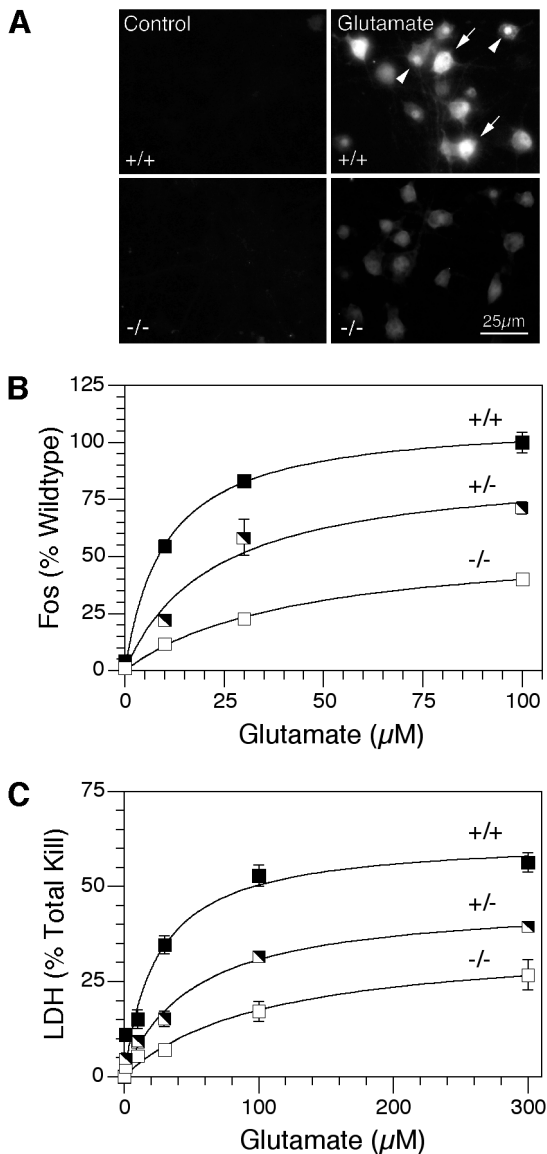 A
Control
Glutamate
+/+
+/+
-/-
-/-
25µm
B
Fos (% Wildtype)
125
100
75
50
25
0
+/+
+/-
-/-
0 25 50 75 100
Glutamate (µM)
C
LDH (% Total Kill)
75
50
25
0
+/+
+/-
-/-
0 100 200 300
Glutamate (µM)